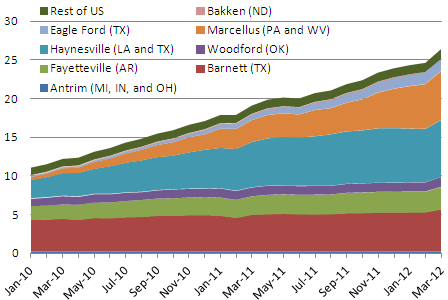 30
25
20
15
10
5
0
Rest of US
Bakken (ND)
Eagle Ford (TX)
Marcellus (PA and WV)
Haynesville (LA and TX)
Woodford (OK)
Fayetteville (AR)
Barnett (TX)
Antrim (MI, IN, and OH)
Jan-10
Mar-10
May-10
Jul-10
Sep-10
Nov-10
Jan-11
Mar-11
May-11
Jul-11
Sep-11
Nov-11
Jan-12
Mar-12